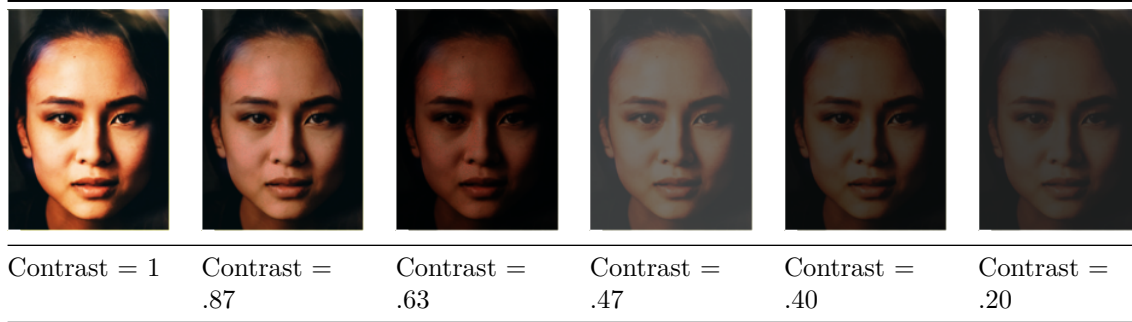 Contrast = 1
Contrast =
.87
Contrast =
.63
Contrast =
.47
Contrast =
.40
Contrast =
.20